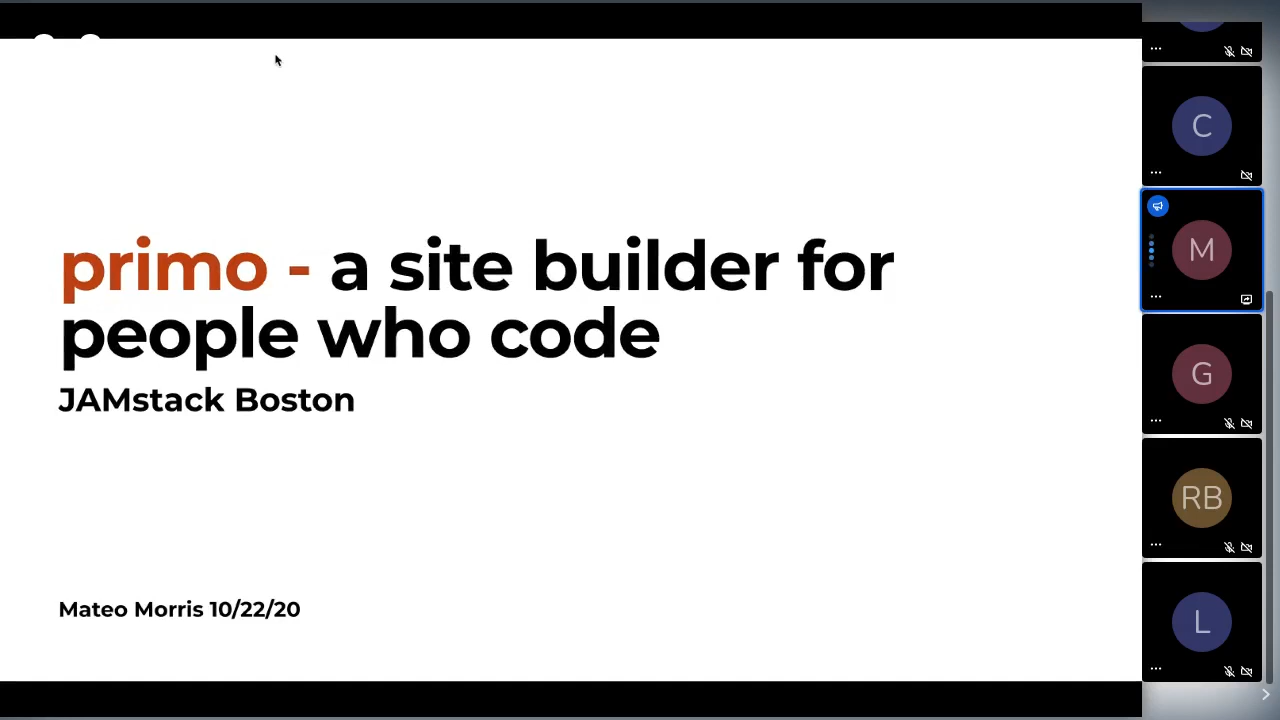 primo - a site builder for
people who code
JAMstack Boston
Mateo Morris 10/22/20
C
M
G
RB
L